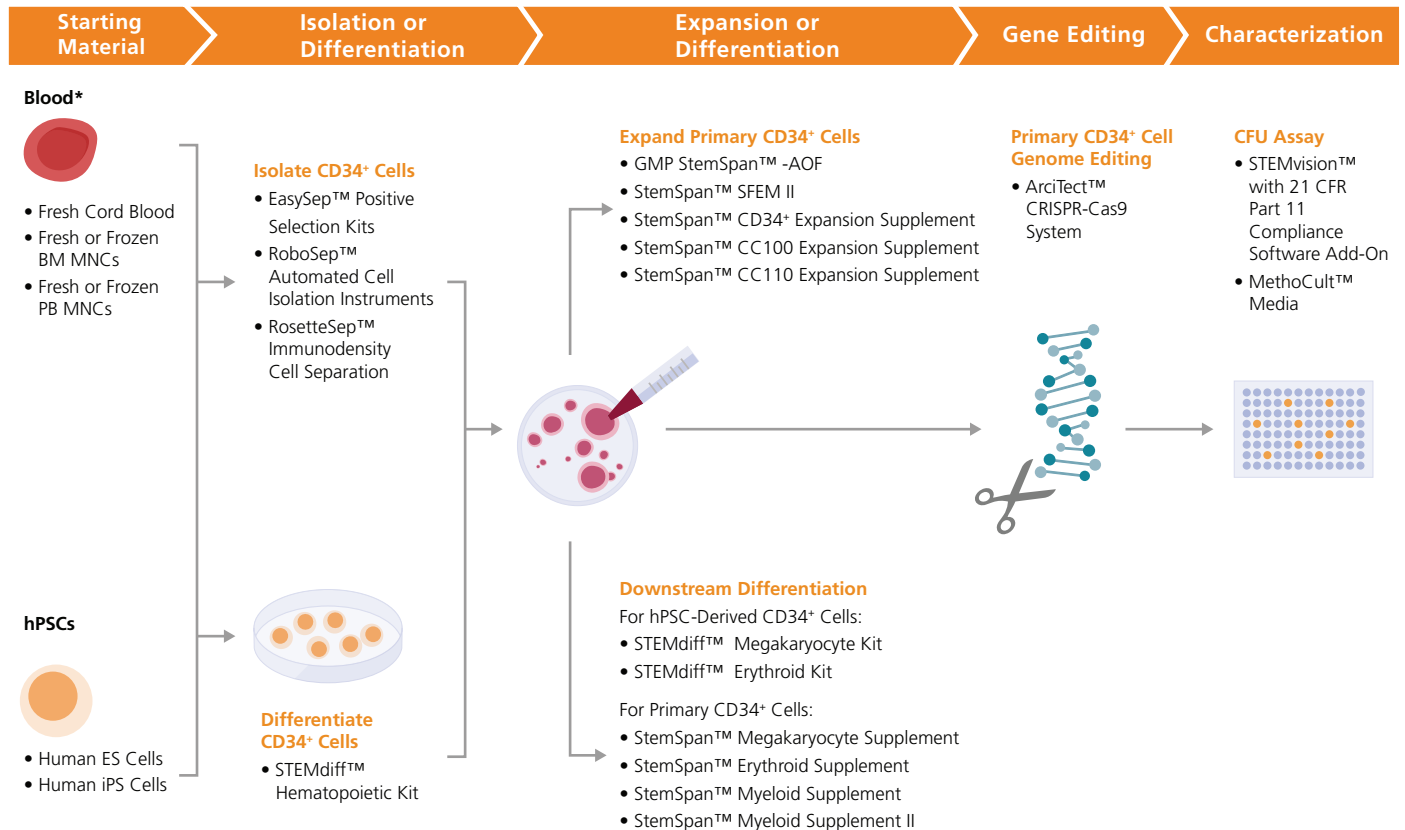 Starting
Material
Isolation or
Differentiation
Expansion or
Differentiation
Gene Editing
Characterization
Blood*
• Fresh Cord Blood
• Fresh or Frozen
BM MNCs
• Fresh or Frozen
PB MNCs
hPSCs
• Human ES Cells
• Human iPS Cells
Isolate CD34⁺ Cells
• EasySep™ Positive
Selection Kits
• RoboSep™
Automated Cell
Isolation Instruments
• RosetteSep™
Immunodensity
Cell Separation
Differentiate
CD34⁺ Cells
• STEMdiff™
Hematopoietic Kit
Expand Primary CD34⁺ Cells
• GMP StemSpan™ -AOF
• StemSpan™ SFEM II
• StemSpan™ CD34⁺ Expansion Supplement
• StemSpan™ CC100 Expansion Supplement
• StemSpan™ CC110 Expansion Supplement
Downstream Differentiation
For hPSC-Derived CD34⁺ Cells:
• STEMdiff™ Megakaryocyte Kit
• STEMdiff™ Erythroid Kit
For Primary CD34⁺ Cells:
• StemSpan™ Megakaryocyte Supplement
• StemSpan™ Erythroid Supplement
• StemSpan™ Myeloid Supplement
• StemSpan™ Myeloid Supplement II
Primary CD34⁺ Cell
Genome Editing
• ArciTect™
CRISPR-Cas9
System
CFU Assay
• STEMvision™
with 21 CFR
Part 11
Compliance
Software Add-On
• MethoCult™
Media